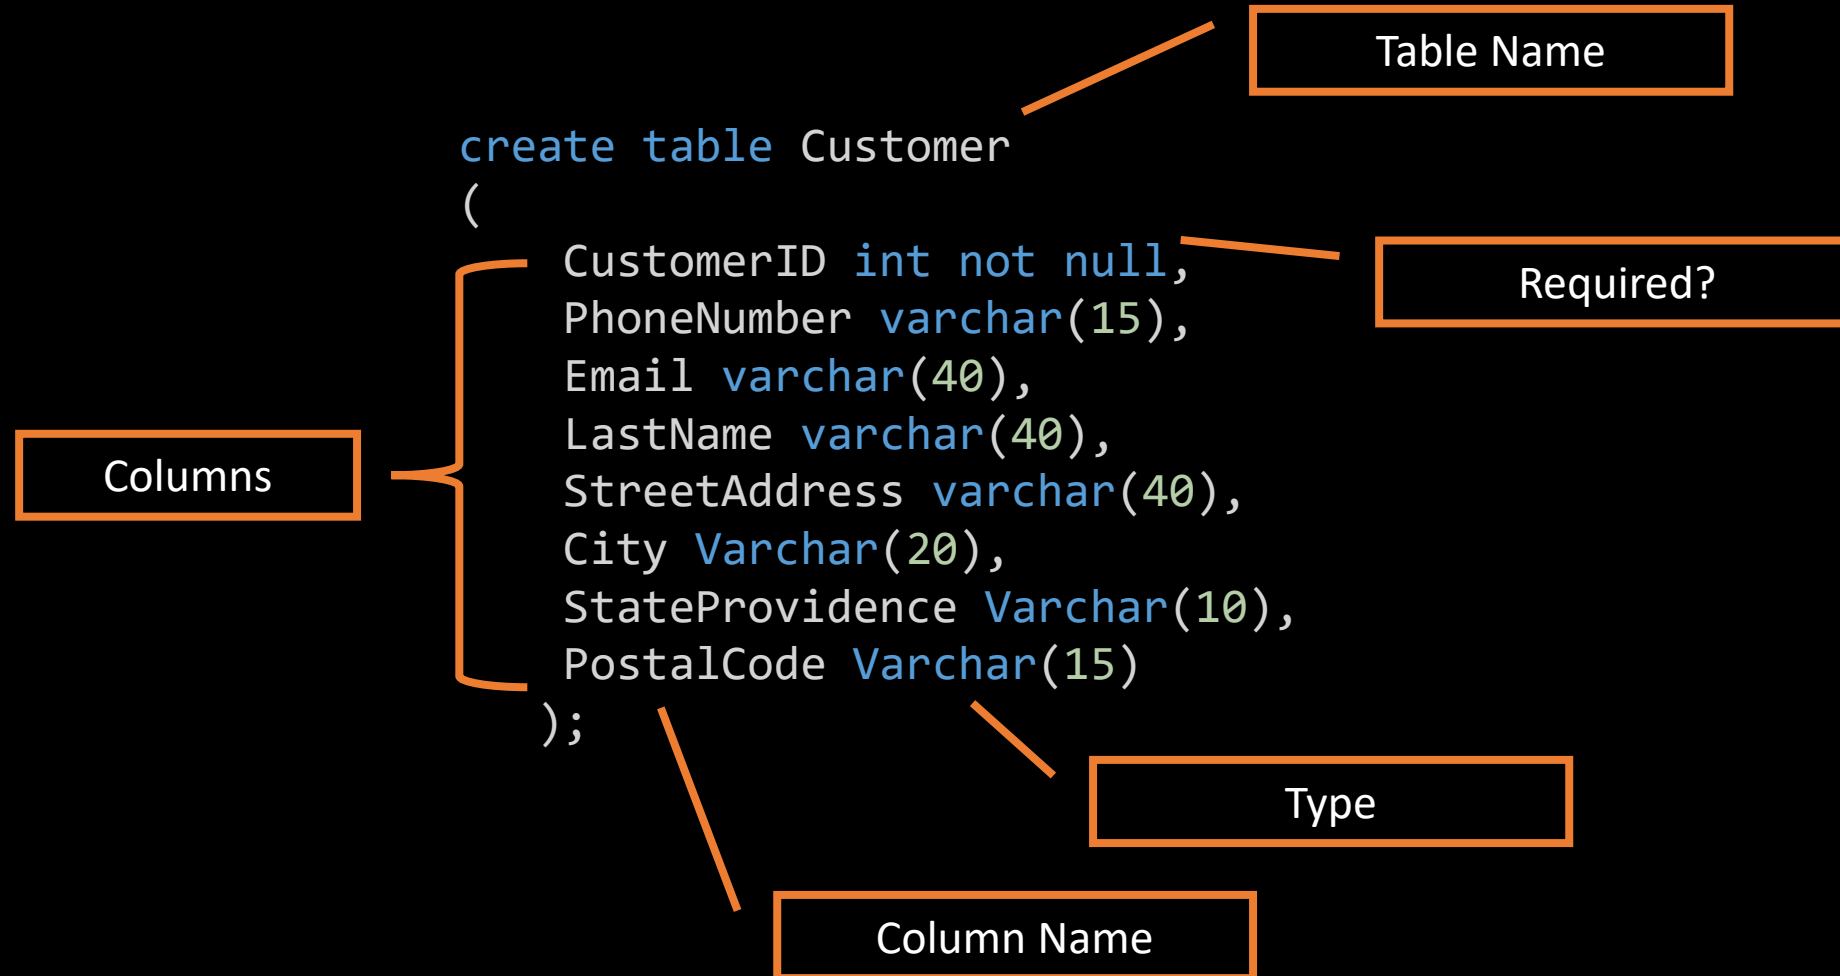 Table Name
create table Customer
(
CustomerID int not null,
Required?
PhoneNumber varchar(15),
Email varchar(40),
LastName varchar(40),
Columns
StreetAddress varchar(40),
City Varchar(20),
StateProvidence Varchar(10),
PostalCode Varchar(15)
);
Type
Column Name